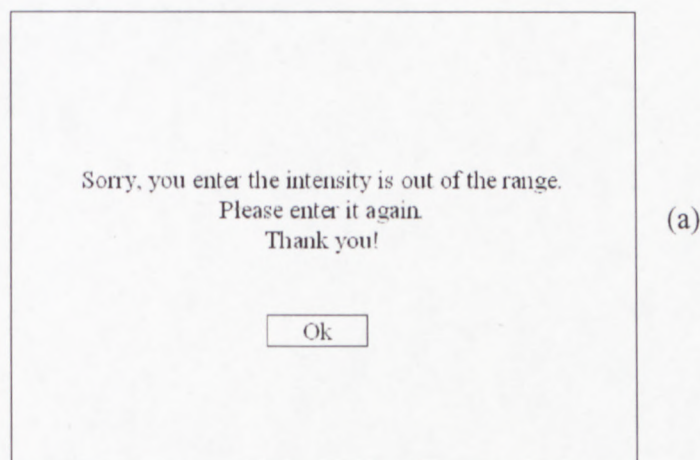 Sorry, you enter the intensity is out of the range.
Please enter it again.
Thank you!
Ok
(a)